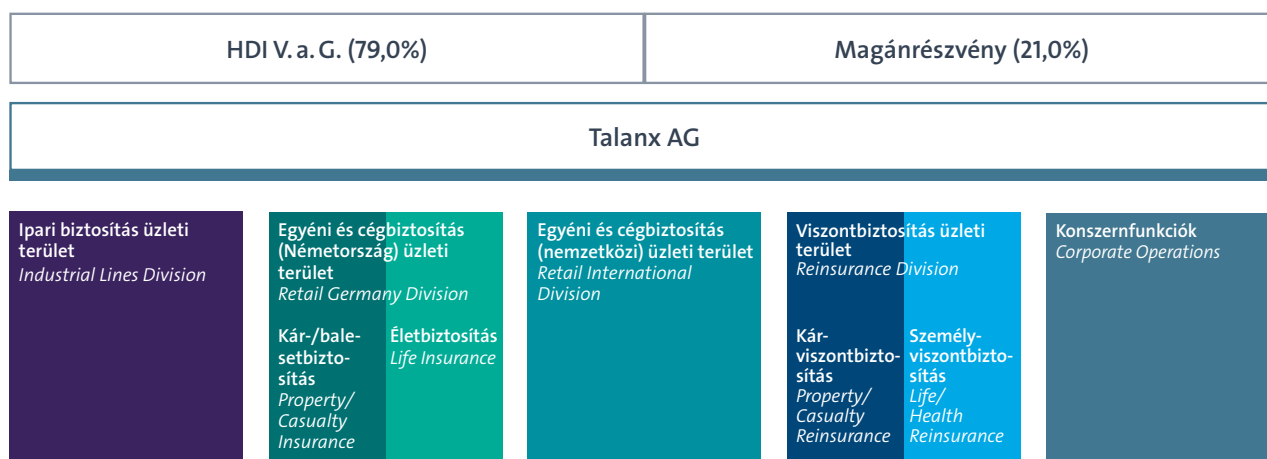 HDI V. a. G. (79,0%)
Magánrészvény (21,0%)
Talanx AG
Ipari biztosítás üzleti
terület
Industrial Lines Division
Egyéni és cégbiztosítás
(Németország) üzleti
terület
Retail Germany Division
Kár-/bale-
setbizto-
sítás
Property/
Casualty
Insurance
Életbiztosítás
Life Insurance
Egyéni és cégbiztosítás
(nemzetközi) üzleti terület
Retail International
Division
Viszontbiztosítás üzleti
terület
Reinsurance Division
Kár-
viszontbizto-
sítás
Property/
Casualty
Reinsurance
Személy-
viszontbizto-
sítás
Life/
Health
Reinsurance
Konszernfunkciók
Corporate Operations